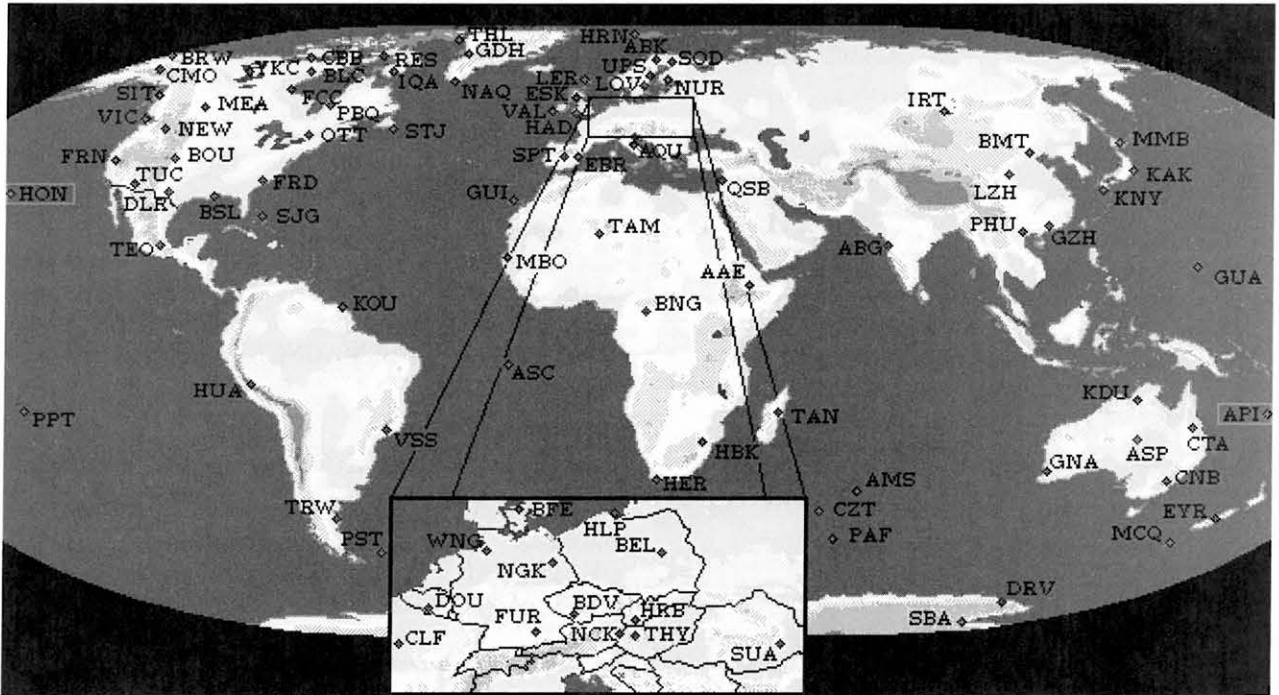 THL
HRN
GDH
ABK
SOD
BRW
CBB
RES
YKC
UPS
CMO
BLC
IQA
LER
LOV
NUR
NAQ
SIT
MEA
FCC
ESK
PBQ
IRT
VIC
VAL
NEW
OTT
STJ
HAD
MMB
BMT
FRN
BOU
SPT
EBR
AQU
KAK
TUC
FRD
LZH
HON
DLR
BSL
GUI
QSB
KNY
SJG
TAM
PHU
GZH
TEO
ABG
MBO
AAE
GUA
KOU
BNG
ASC
HUA
KDU
PPT
TAN
API
VSS
HBK
CTA
ASP
GNA
HER
AMS
CNB
TRW
BFE
HLP
CZT
EYR
PST
WNG
BEL
PAF
MCQ
NGK
DOU
BDV
HRB
DRV
FUR
SBA
CLF
NCK
THY
SUA